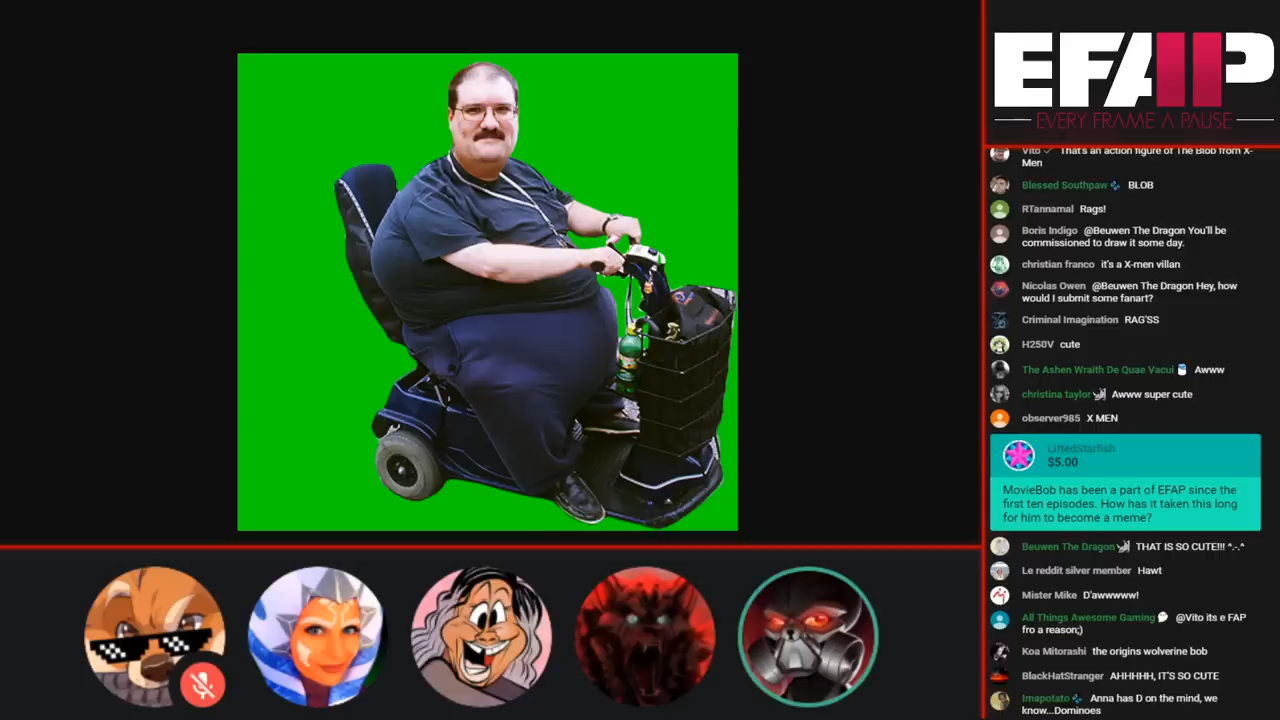 EFAP
EVERY FRAME A PAUSE
Vito That's an action figure of The Blob from X-
Men
Blessed Southpaw BLOB
RTannamal Rags!
Boris Indigo @Beuwen The Dragon You'll be
commissioned to draw it some day.
christian franco it's a X-men villan
Nicolas Owen @Beuwen The Dragon Hey, how
would I submit some fanart?
Criminal Imagination RAG'SS
H250V cute
The Ashen Wraith De Quae Vacui Awww
christina taylor Awww super cute
observer985 X MEN
LiftedStarfish
$5.00
MovieBob has been a part of EFAP since the
first ten episodes. How has it taken this long
for him to become a meme?
Beuwen The Dragon THAT IS SO CUTE!!! ^.-.^
Le reddit silver member Hawt
Mister Mike D'awwwww!
All Things Awesome Gaming @Vito its e FAP
fro a reason;)
Koa Mitorashi the origins wolverine bob
BlackHatStranger AHHHHH, IT'S SO CUTE
Imapotato Anna has D on the mind, we
know...Dominoes